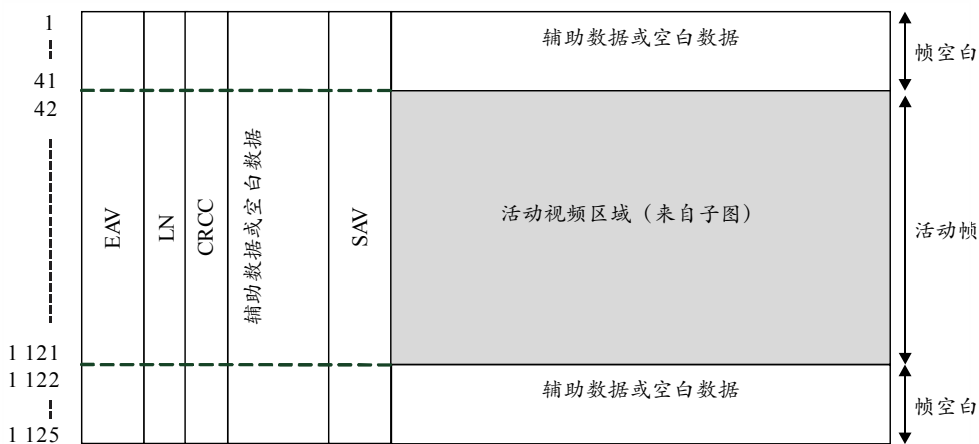 1
辅助数据或空白数据
帧空白
41
42
EAV
LN
CRCC
辅助数据或空白数据
SAV
活动视频区域（来自子图）
活动帧
1 121
1 122
辅助数据或空白数据
帧空白
1 125